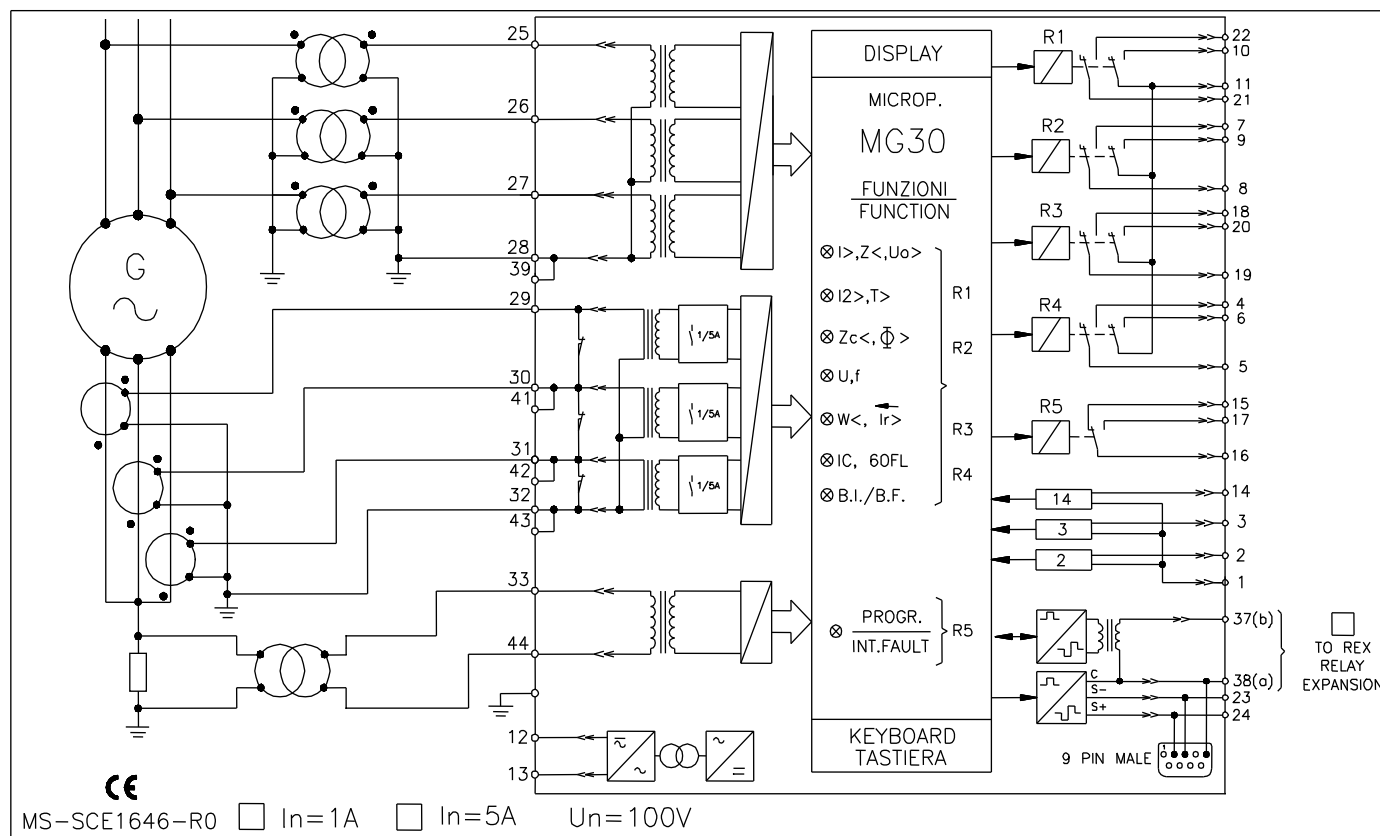 25
26
27
28
39
29
30
41
31
42
32
43
33
44
12
13
G
1/5A
1/5A
1/5A
DISPLAY
MICROP.
MG30
FUNZIONI
FUNCTION
I>,Z<,Uo>
I2>,T>
R1
Zc<,Φ>
R2
U,f
W<, Ir>
R3
IC, 60FL
R4
B.I./B.F.
PROGR.
INT.FAULT
R5
KEYBOARD
TASTIERA
R1
22
10
11
21
R2
7
9
8
R3
18
20
19
R4
4
6
5
R5
15
17
16
14
14
3
3
2
2
1
37(b)
TO REX
RELAY
EXPANSION
C
38(a)
S-
23
S+
24
9 PIN MALE
1
CE
MS-SCE1646-R0 In=1A In=5A Un=100V